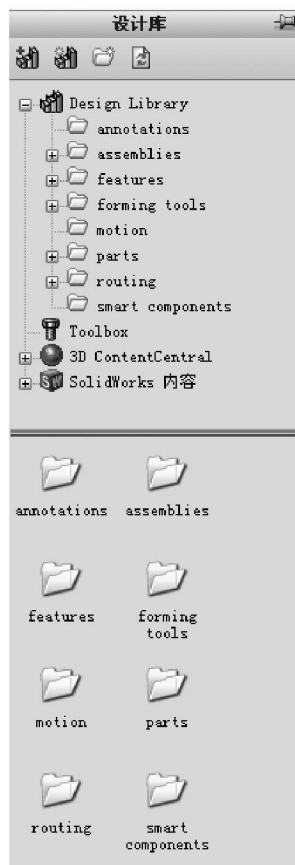 设计库
Design Library
annotations
assemblies
features
forming tools
motion
parts
routing
smart components
Toolbox
3D ContentCentral
SolidWorks 内容
annotations assemblies
features forming
tools
motion parts
routing smart
components